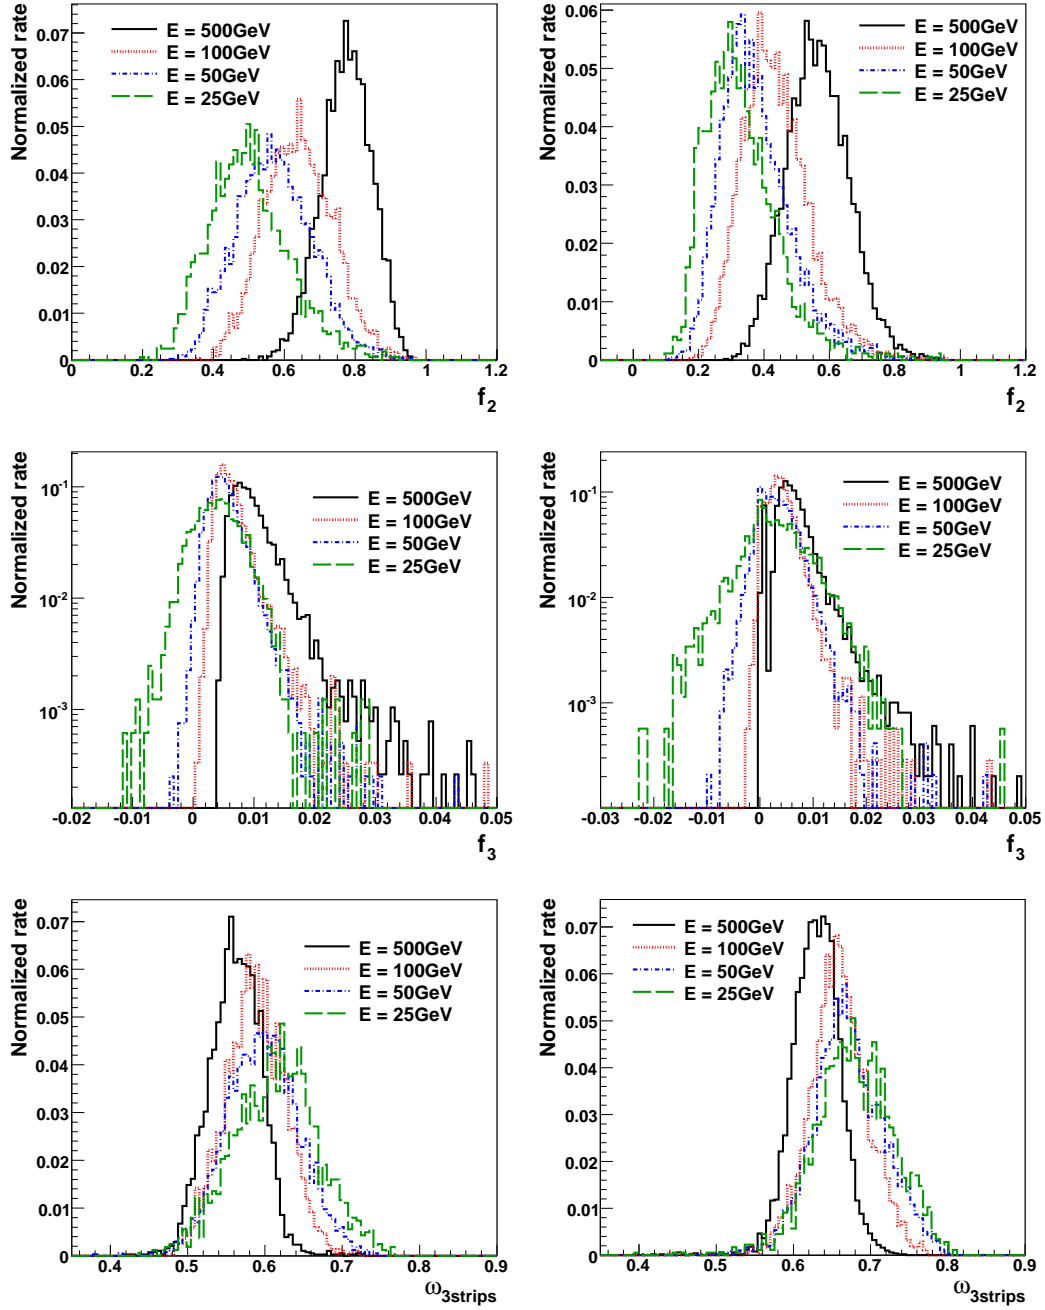 Normalized rate
0.07
0.06
0.05
0.04
0.03
0.02
0.01
0
E = 500GeV
E = 100GeV
E = 50GeV
E = 25GeV
0 0.2 0.4 0.6 0.8 1 1.2
f2
Normalized rate
0.06
0.05
0.04
0.03
0.02
0.01
0
E = 500GeV
E = 100GeV
E = 50GeV
E = 25GeV
0 0.2 0.4 0.6 0.8 1 1.2
f2
Normalized rate
10-1
10-2
10-3
E = 500GeV
E = 100GeV
E = 50GeV
E = 25GeV
-0.02 -0.01 0 0.01 0.02 0.03 0.04 0.05
f3
Normalized rate
10-1
10-2
10-3
E = 500GeV
E = 100GeV
E = 50GeV
E = 25GeV
-0.03 -0.02 -0.01 0 0.01 0.02 0.03 0.04 0.05
f3
Normalized rate
0.07
0.06
0.05
0.04
0.03
0.02
0.01
0
E = 500GeV
E = 100GeV
E = 50GeV
E = 25GeV
0.4 0.5 0.6 0.7 0.8 0.9
ω3strips
Normalized rate
0.07
0.06
0.05
0.04
0.03
0.02
0.01
0
E = 500GeV
E = 100GeV
E = 50GeV
E = 25GeV
0.4 0.5 0.6 0.7 0.8 0.9
ω3strips